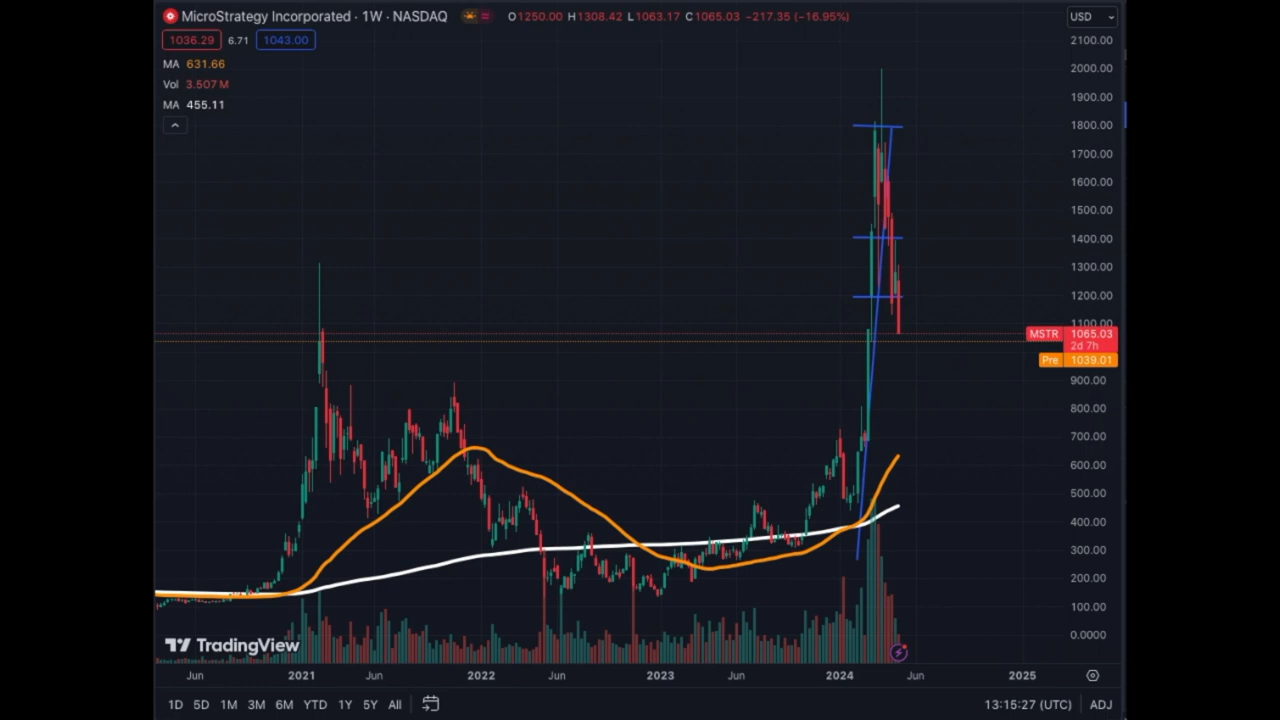 MicroStrategy Incorporated · 1W · NASDAQ O1250.00 H1308.42 L1063.17 C1065.03 −217.35 (−16.95%) USD
1036.29 6.71 1043.00
MA 631.66
Vol 3.507M
MA 455.11
2100.00
2000.00
1900.00
1800.00
1700.00
1600.00
1500.00
1400.00
1300.00
1200.00
1100.00
MSTR 1065.03
2d 7h
Pre 1039.01
900.00
800.00
700.00
600.00
500.00
400.00
300.00
200.00
100.00
0.0000
TradingView
Jun 2021 Jun 2022 Jun 2023 Jun 2024 Jun 2025
1D 5D 1M 3M 6M YTD 1Y 5Y All 13:15:27 (UTC) ADJ